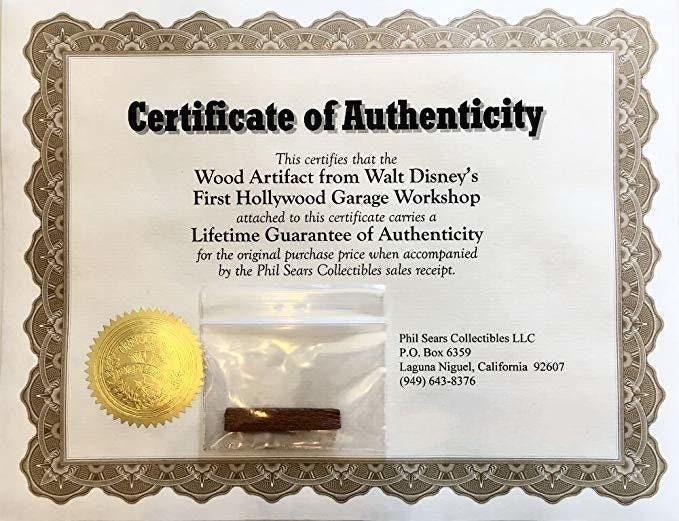 Certificate of Authenticity
This certifies that the
Wood Artifact from Walt Disney's
First Hollywood Garage Workshop
attached to this certificate carries a
Lifetime Guarantee of Authenticity
for the original purchase price when accompanied
by the Phil Sears Collectibles sales receipt.
Phil Sears Collectibles LLC
P.O. Box 6359
Laguna Niguel, California 92607
(949) 643-8376